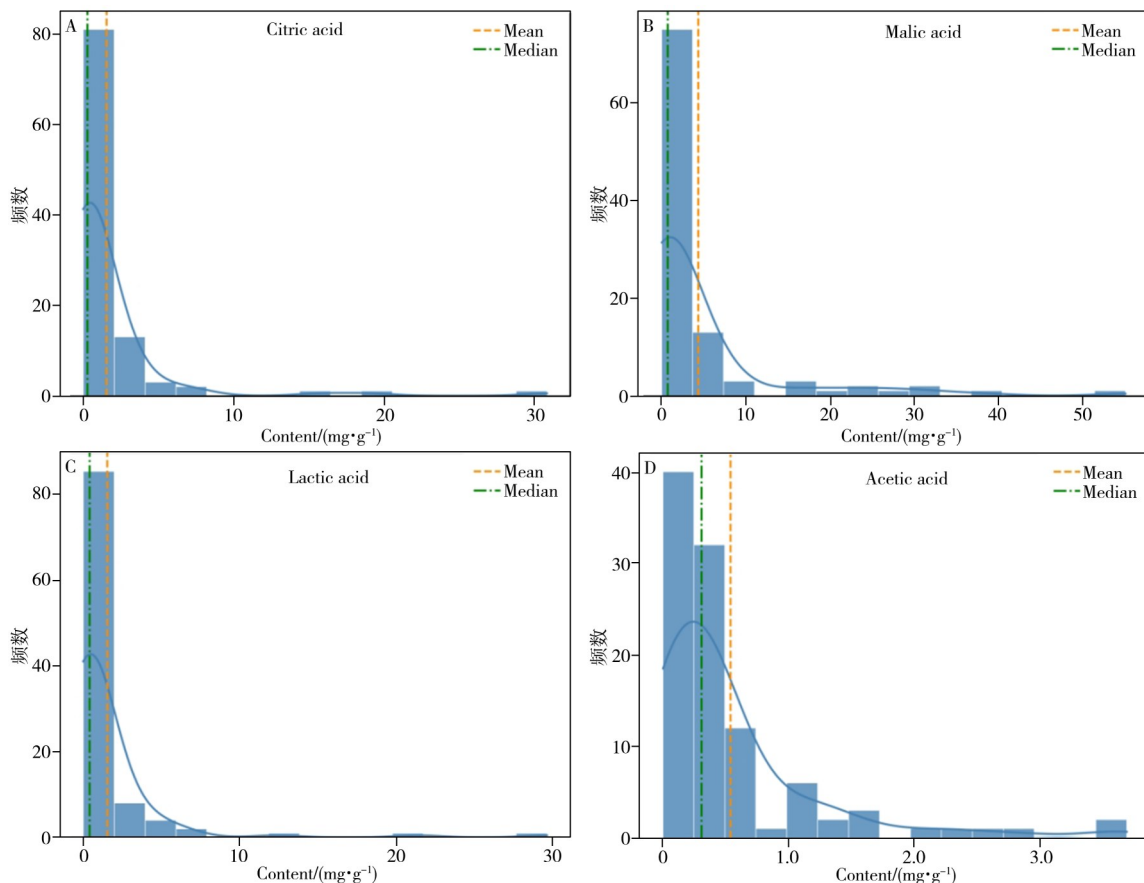 A
Citric acid
Mean
Median
80
60
40
20
0
频数
0 10 20 30
Content/(mg•g⁻¹)
B
Malic acid
Mean
Median
60
40
20
0
频数
0 10 20 30 40 50
Content/(mg•g⁻¹)
C
Lactic acid
Mean
Median
80
60
40
20
0
频数
0 10 20 30
Content/(mg•g⁻¹)
D
Acetic acid
Mean
Median
40
30
20
10
0
频数
0 1.0 2.0 3.0
Content/(mg•g⁻¹)